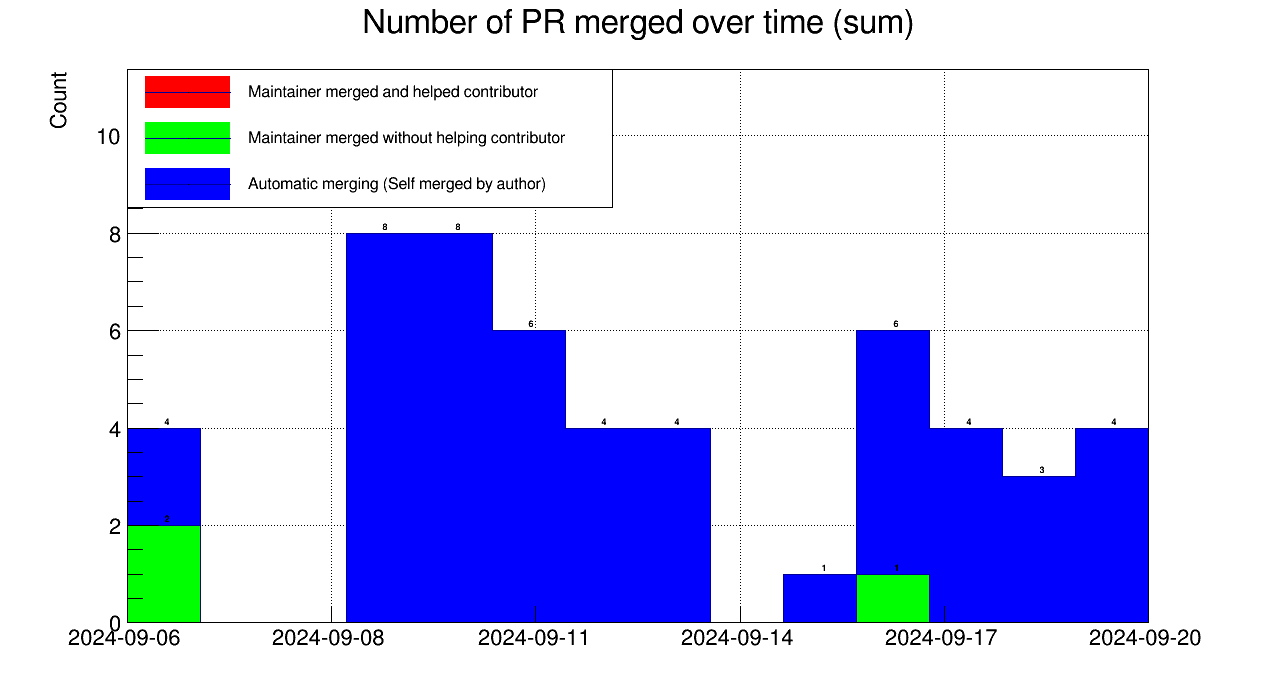 Number of PR merged over time (sum)
Count
Maintainer merged and helped contributor
Maintainer merged without helping contributor
Automatic merging (Self merged by author)
10
8
6
4
2
0
8 8
6
6
4 4 4 4 4
3
2
1 1
2024-09-06 2024-09-08 2024-09-11 2024-09-14 2024-09-17 2024-09-20